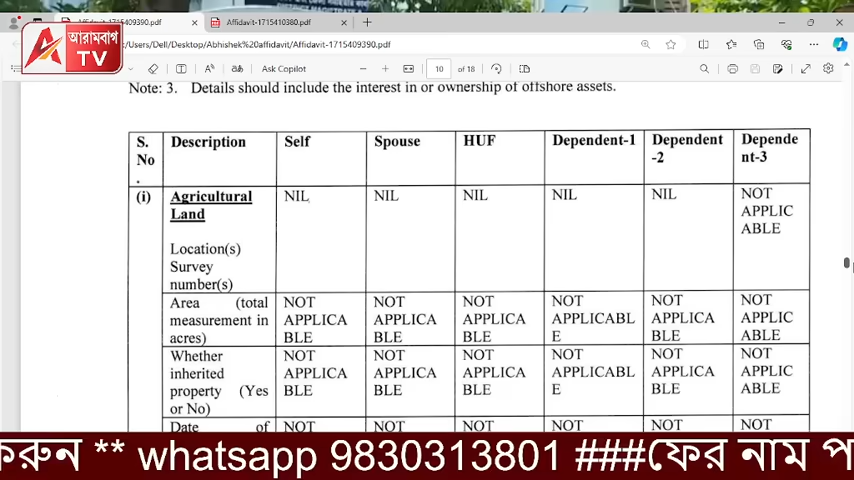 Affidavit-1715409390.pdf
Affidavit-1715410380.pdf
/Users/Dell/Desktop/Abhishek%20affidavit/Affidavit-1715409390.pdf
আরামবাগ
TV
Ask Copilot
10 of 18
Note: 3. Details should include the interest in or ownership of offshore assets.
S. No . Description Self Spouse HUF Dependent-1 Dependent -2 Depende nt-3
(i) Agricultural Land NIL NIL NIL NIL NIL NOT APPLIC ABLE
Location(s)
Survey
number(s)
Area (total measurement in acres) NOT APPLICA BLE NOT APPLICA BLE NOT APPLICA BLE NOT APPLICABL E NOT APPLICA BLE NOT APPLIC ABLE
Whether inherited property (Yes or No) NOT APPLICA BLE NOT APPLICA BLE NOT APPLICA BLE NOT APPLICABL E NOT APPLICA BLE NOT APPLIC ABLE
Date of NOT NOT NOT NOT NOT NOT
করুন ** whatsapp 9830313801 ###ফের নাম প